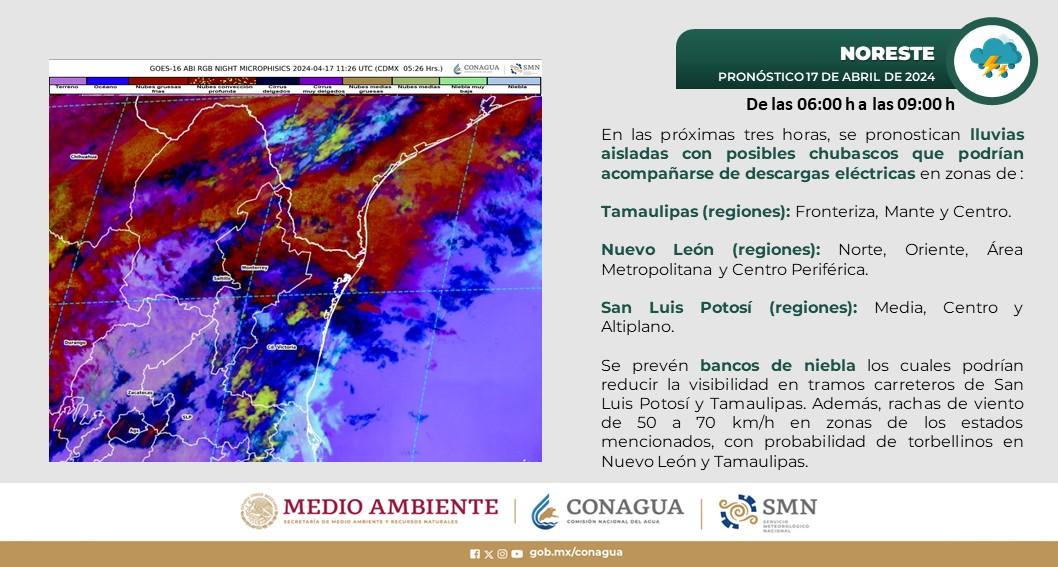 GOES-16 ABI RGB NIGHT MICROPHISICS 2024-04-17 11:26 UTC (CDMX 05:26 Hrs.)
CONAGUA
SMN
Terreno
Océano
Nubes gruesas frías
Nubes convección profunda
Cirrus delgados
Cirrus muy delgados
Nubes medias gruesas
Nubes medias
Niebla muy baja
Niebla
Chihuahua
Monterrey
Saltillo
Durango
Cd. Victoria
Zacatecas
SLP
Ags
NORESTE
PRONÓSTICO 17 DE ABRIL DE 2024
De las 06:00 h a las 09:00 h
En las próximas tres horas, se pronostican lluvias
aisladas con posibles chubascos que podrían
acompañarse de descargas eléctricas en zonas de:
Tamaulipas (regiones): Fronteriza, Mante y Centro.
Nuevo León (regiones): Norte, Oriente, Área
Metropolitana y Centro Periférica.
San Luis Potosí (regiones): Media, Centro y
Altiplano.
Se prevén bancos de niebla los cuales podrían
reducir la visibilidad en tramos carreteros de San
Luis Potosí y Tamaulipas. Además, rachas de viento
de 50 a 70 km/h en zonas de los estados
mencionados, con probabilidad de torbellinos en
Nuevo León y Tamaulipas.
MEDIO AMBIENTE
SECRETARÍA DE MEDIO AMBIENTE Y RECURSOS NATURALES
CONAGUA
COMISIÓN NACIONAL DEL AGUA
SMN
SERVICIO
METEOROLÓGICO
NACIONAL
gob.mx/conagua